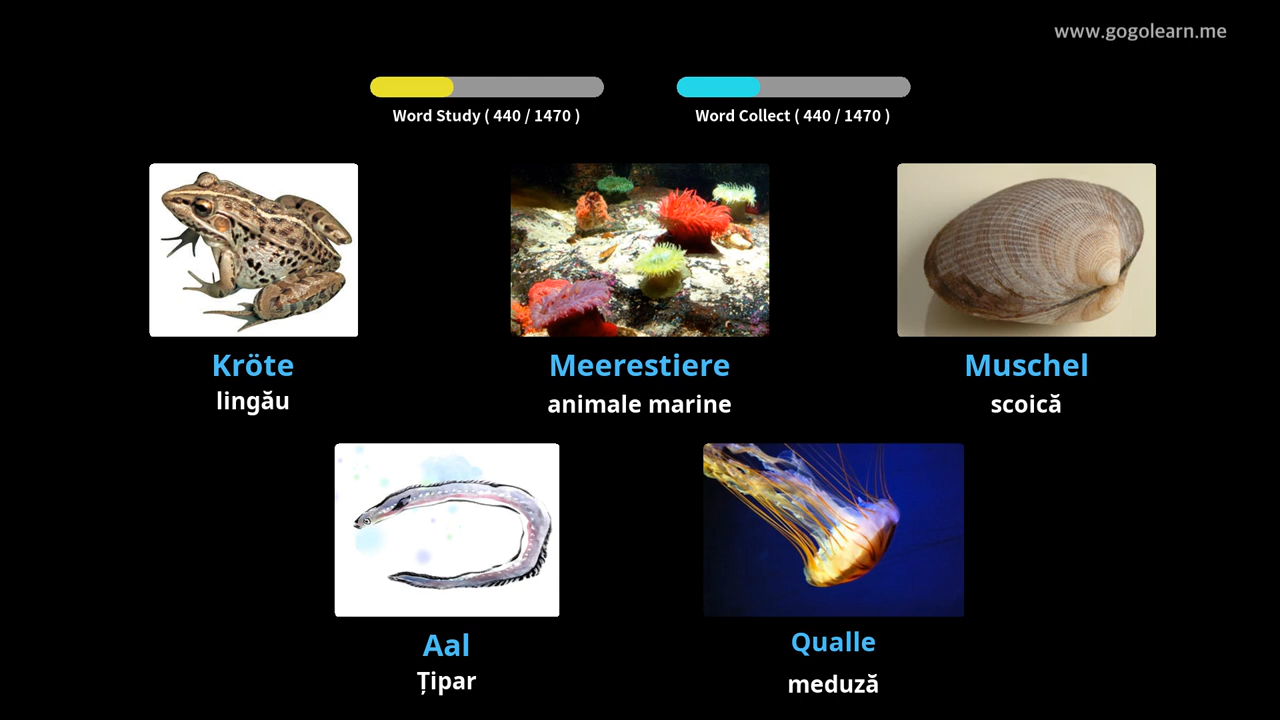 www.gogolearn.me
Word Study ( 440 / 1470 )
Word Collect ( 440 / 1470 )
Kröte
lingău
Meerestiere
animale marine
Muschel
scoică
Aal
Țipar
Qualle
meduză